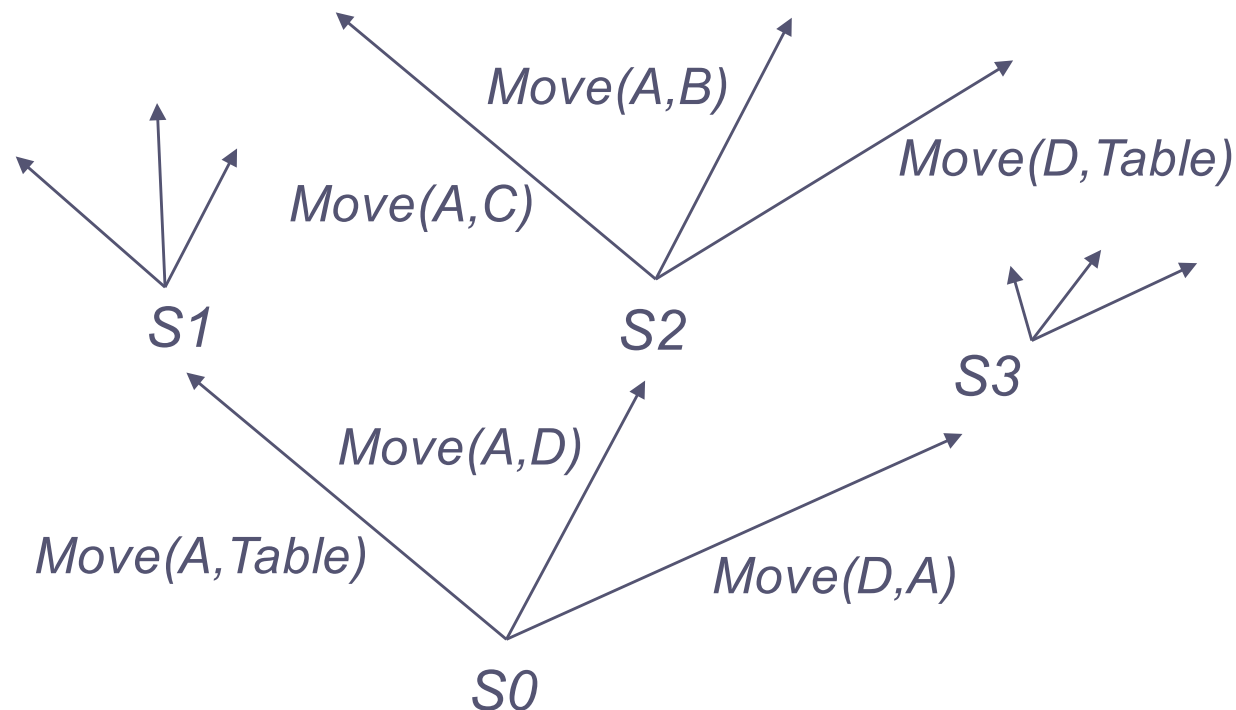 Move(A,B)
Move(D,Table)
Move(A,C)
S1
S2
S3
Move(A,D)
Move(A,Table)
Move(D,A)
S0